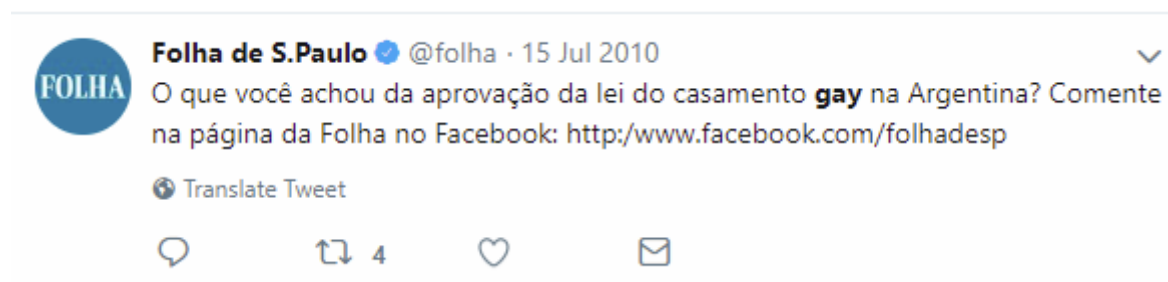 Folha de S.Paulo @folha · 15 Jul 2010
FOLHA
O que você achou da aprovação da lei do casamento gay na Argentina? Comente
na página da Folha no Facebook: http:/www.facebook.com/folhadesp
Translate Tweet
4